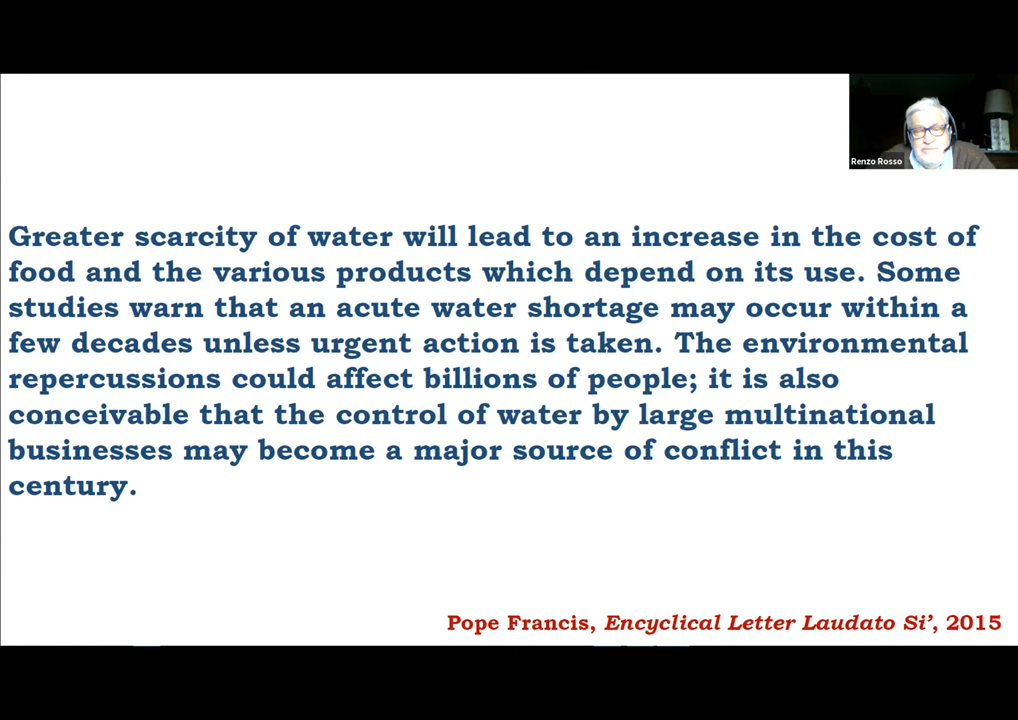 Renzo Rosso
Greater scarcity of water will lead to an increase in the cost of
food and the various products which depend on its use. Some
studies warn that an acute water shortage may occur within a
few decades unless urgent action is taken. The environmental
repercussions could affect billions of people; it is also
conceivable that the control of water by large multinational
businesses may become a major source of conflict in this
century.
Pope Francis, Encyclical Letter Laudato Si’, 2015